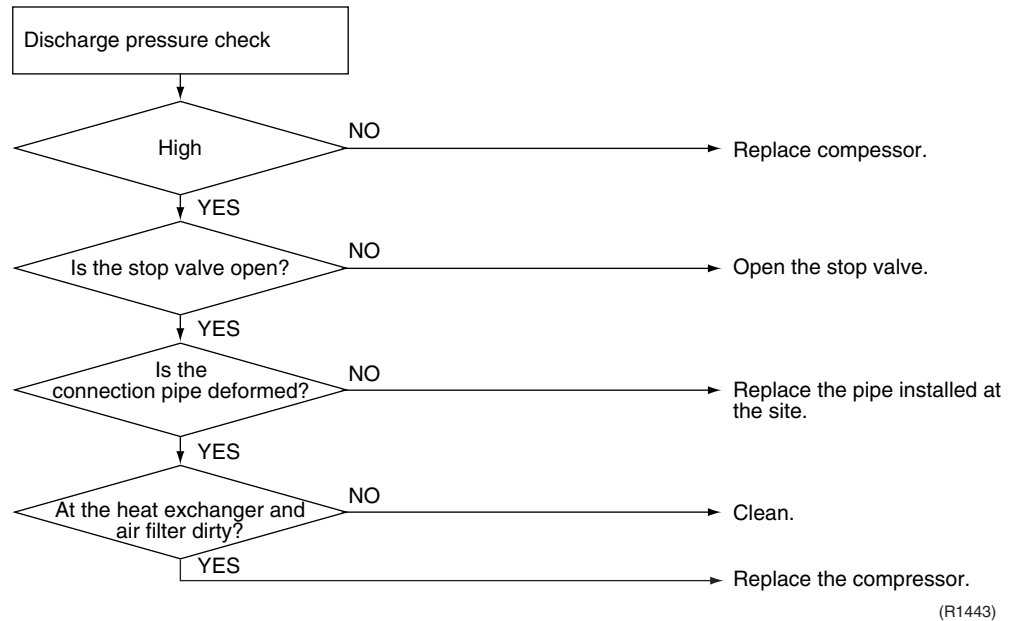 Discharge pressure check
High
NO
Replace compessor.
YES
Is the stop valve open?
NO
Open the stop valve.
YES
Is the
connection pipe deformed?
NO
Replace the pipe installed at
the site.
YES
At the heat exchanger and
air filter dirty?
NO
Clean.
YES
Replace the compressor.
(R1443)